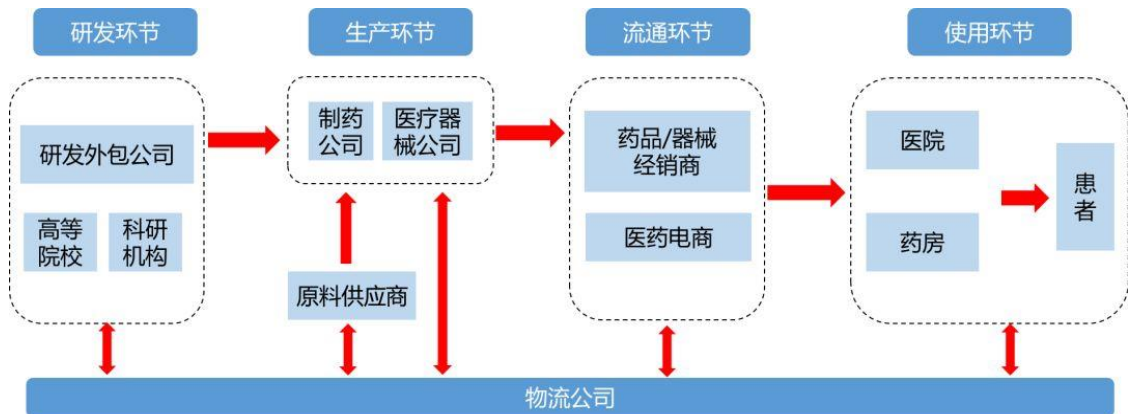 研发环节
生产环节
流通环节
使用环节
研发外包公司
高等
院校
科研
机构
制药
公司
医疗器
械公司
原料供应商
药品/器械
经销商
医药电商
医院
药房
患
者
物流公司